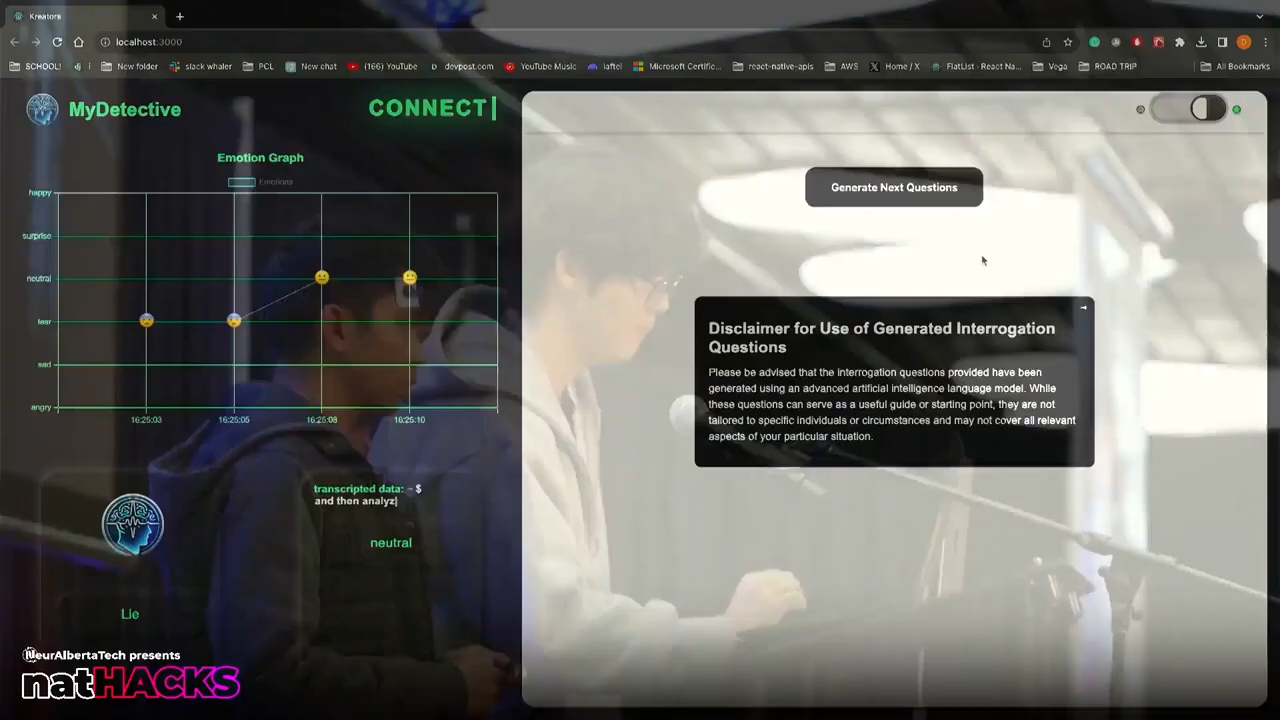 Kreators
localhost:3000
SCHOOL!
New folder
slack whaler
PCL
New chat
(166) YouTube
devpost.com
YouTube Music
laftel
Microsoft Certific...
react-native-apis
AWS
Home / X
FlatList - React Na...
Vega
ROAD TRIP
All Bookmarks
MyDetective
CONNECT|
Emotion Graph
Emotions
happy
surprise
neutral
fear
sad
angry
16:25:03
16:25:05
16:25:08
16:25:10
transcripted data: ~ $
and then analyz|
neutral
Lie
Generate Next Questions
Disclaimer for Use of Generated Interrogation
Questions
Please be advised that the interrogation questions provided have been
generated using an advanced artificial intelligence language model. While
these questions can serve as a useful guide or starting point, they are not
tailored to specific individuals or circumstances and may not cover all relevant
aspects of your particular situation.
NeurAlbertaTech presents
natHACKS